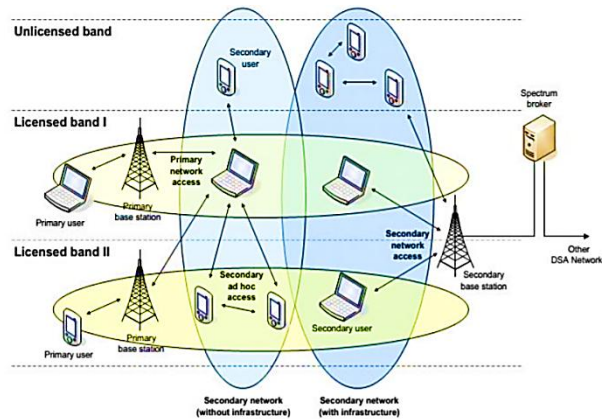 Unlicensed band
Secondary
user
Spectrum
broker
Licensed band I
Primary
network
access
Primary user
Primary
base station
Secondary
network
access
Licensed band II
Secondary
ad hoc
access
Secondary
base station
Other
DSA Network
Primary user
Primary
base station
Secondary user
Secondary network
(without infrastructure)
Secondary network
(with infrastructure)